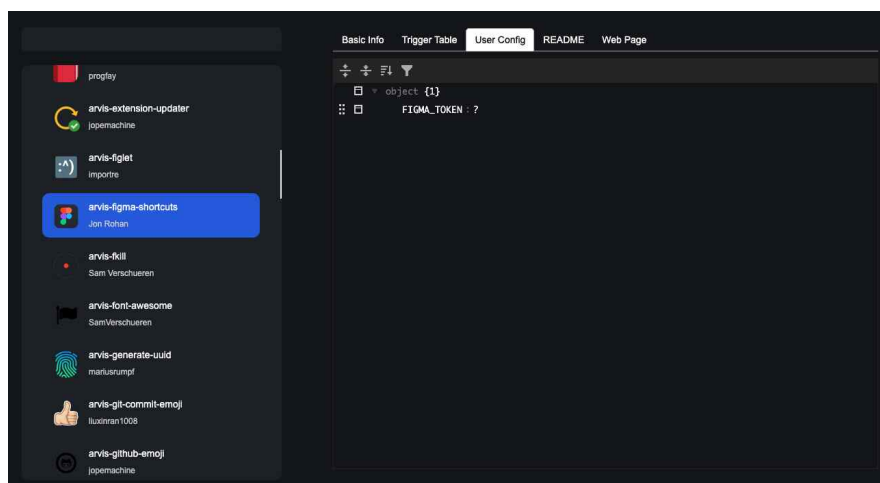 progfay
arvis-extension-updater
jopemachine
arvis-figlet
importre
arvis-figma-shortcuts
Jon Rohan
arvis-fkill
Sam Verschueren
arvis-font-awesome
SamVerschueren
arvis-generate-uuid
mariusrumpf
arvis-git-commit-emoji
liuxinran1008
arvis-github-emoji
jopemachine
Basic Info Trigger Table User Config README Web Page
object {1}
FIGMA_TOKEN : ?